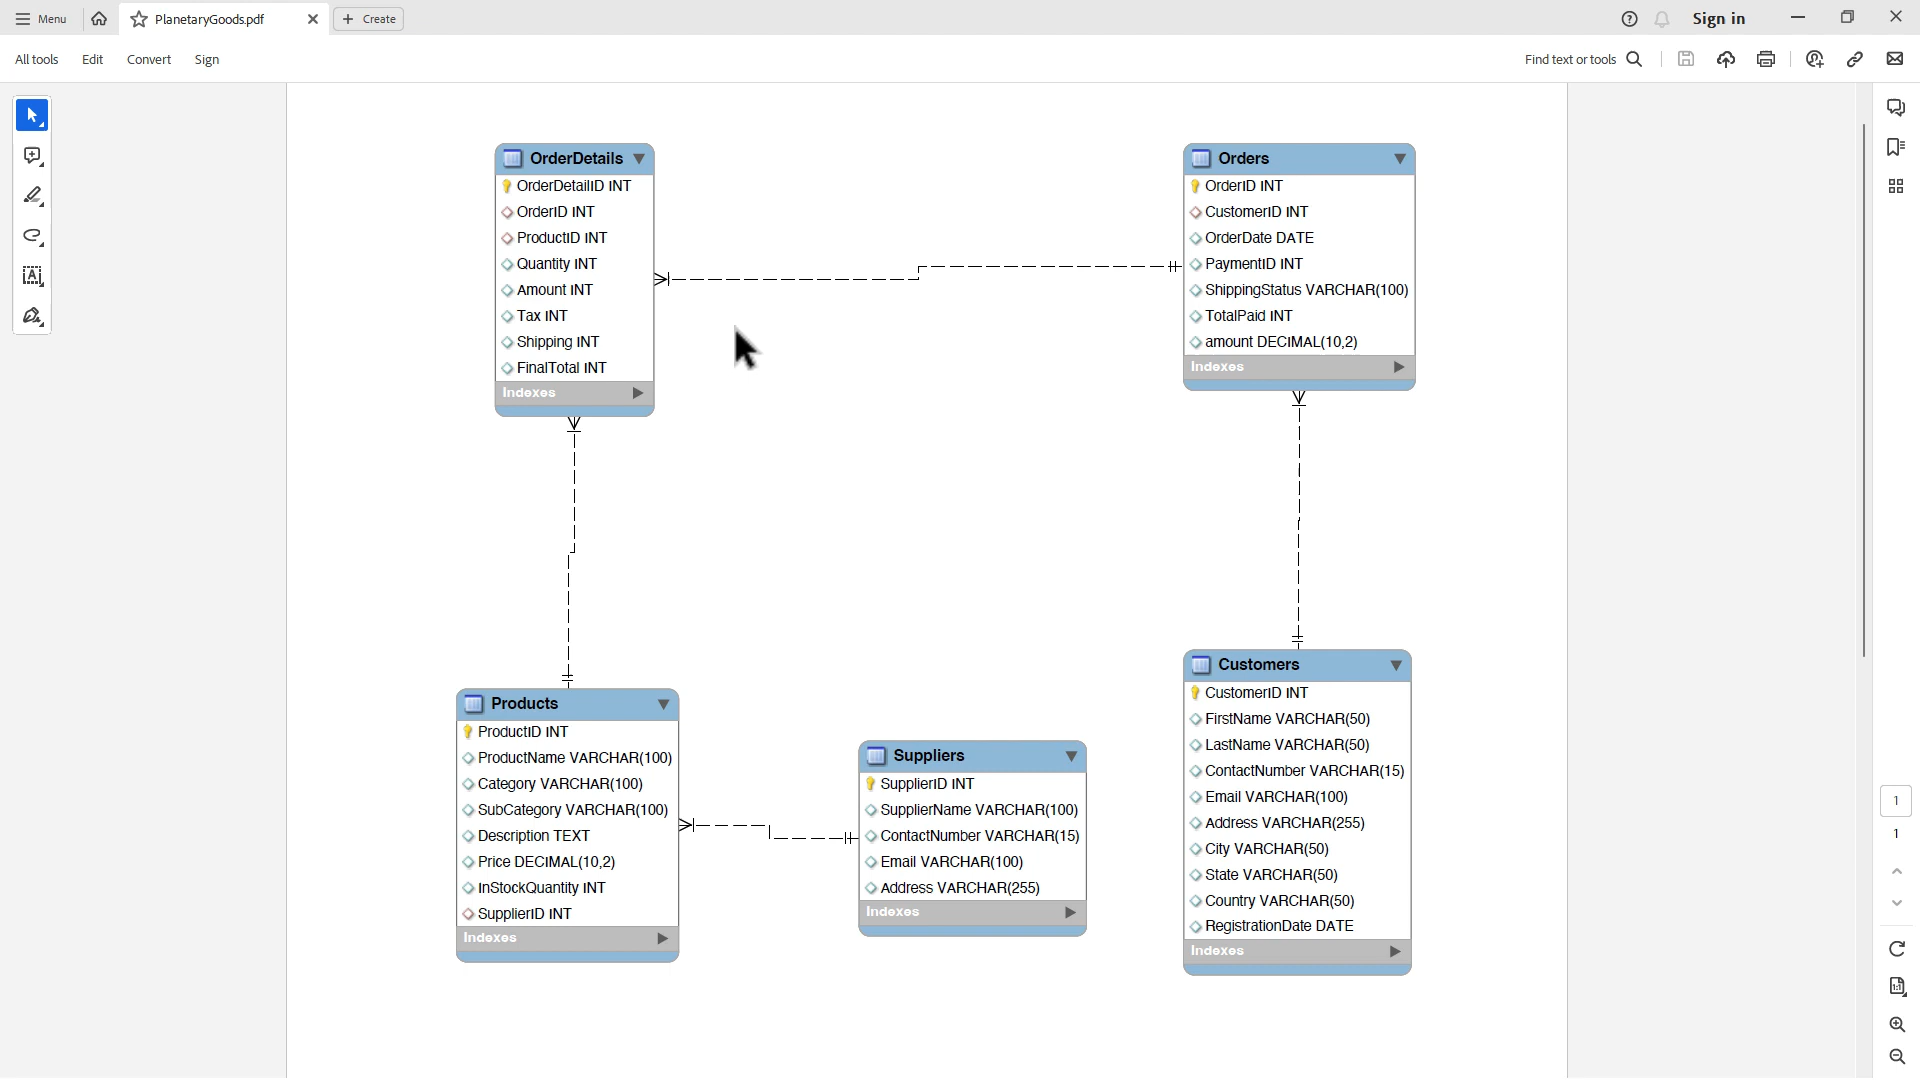 Menu
PlanetaryGoods.pdf
Create
Sign in
All tools
Edit
Convert
Sign
Find text or tools
OrderDetails
OrderDetailID INT
OrderID INT
ProductID INT
Quantity INT
Amount INT
Tax INT
Shipping INT
FinalTotal INT
Indexes
Orders
OrderID INT
CustomerID INT
OrderDate DATE
PaymentID INT
ShippingStatus VARCHAR(100)
TotalPaid INT
amount DECIMAL(10,2)
Indexes
Products
ProductID INT
ProductName VARCHAR(100)
Category VARCHAR(100)
SubCategory VARCHAR(100)
Description TEXT
Price DECIMAL(10,2)
InStockQuantity INT
SupplierID INT
Indexes
Suppliers
SupplierID INT
SupplierName VARCHAR(100)
ContactNumber VARCHAR(15)
Email VARCHAR(100)
Address VARCHAR(255)
Indexes
Customers
CustomerID INT
FirstName VARCHAR(50)
LastName VARCHAR(50)
ContactNumber VARCHAR(15)
Email VARCHAR(100)
Address VARCHAR(255)
City VARCHAR(50)
State VARCHAR(50)
Country VARCHAR(50)
RegistrationDate DATE
Indexes
1
1